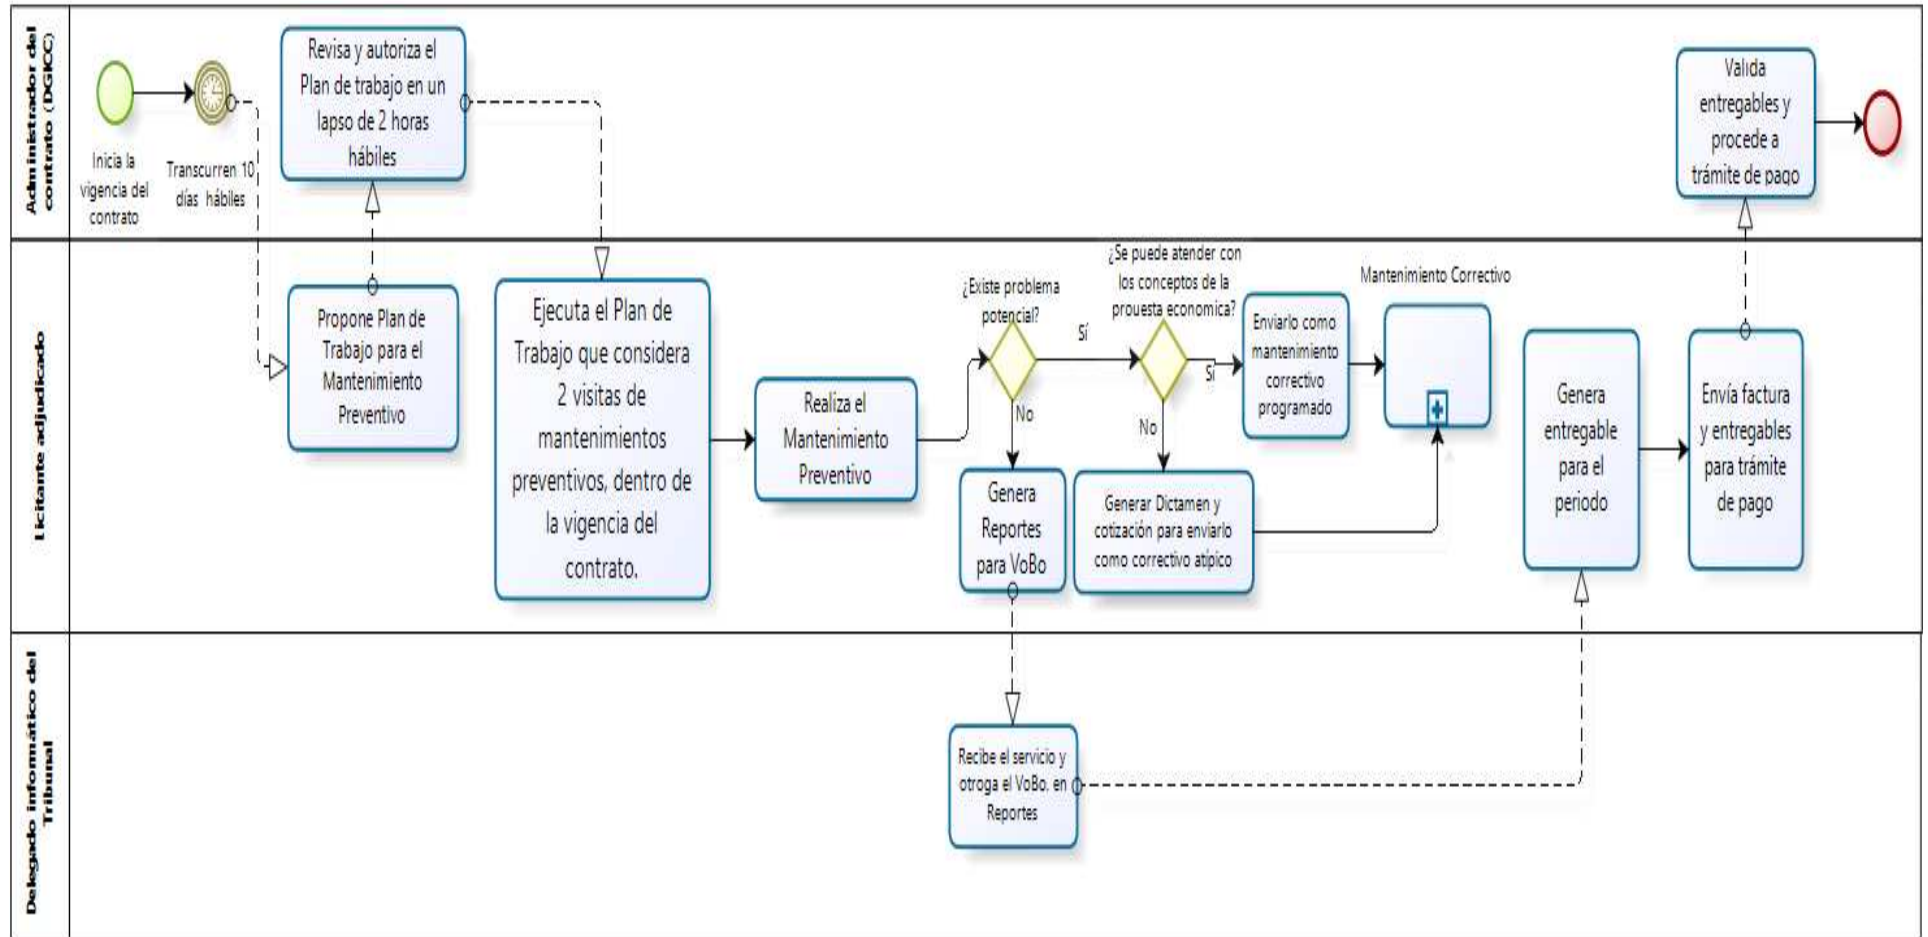 Administrador del
contrato (DGICC)
Inicia la
vigencia del
contrato
Transcurren 10
días hábiles
Revisa y autoriza el
Plan de trabajo en un
lapso de 2 horas
hábiles
Valida
entregables y
procede a
trámite de pago
Licitante adjudicado
Propone Plan de
Trabajo para el
Mantenimiento
Preventivo
Ejecuta el Plan de
Trabajo que considera
2 visitas de
mantenimientos
preventivos, dentro de
la vigencia del
contrato.
Realiza el
Mantenimiento
Preventivo
¿Existe problema
potencial?
Sí
No
Genera
Reportes
para VoBo
¿Se puede atender con
los conceptos de la
prouesta economica?
Sí
No
Enviarlo como
mantenimiento
correctivo
programado
Mantenimiento Correctivo
Generar Dictamen y
cotización para enviarlo
como correctivo atípico
Genera
entregable
para el
periodo
Envía factura
y entregables
para trámite
de pago
Delegado informático del
Tribunal
Recibe el servicio y
otroga el VoBo. en
Reportes